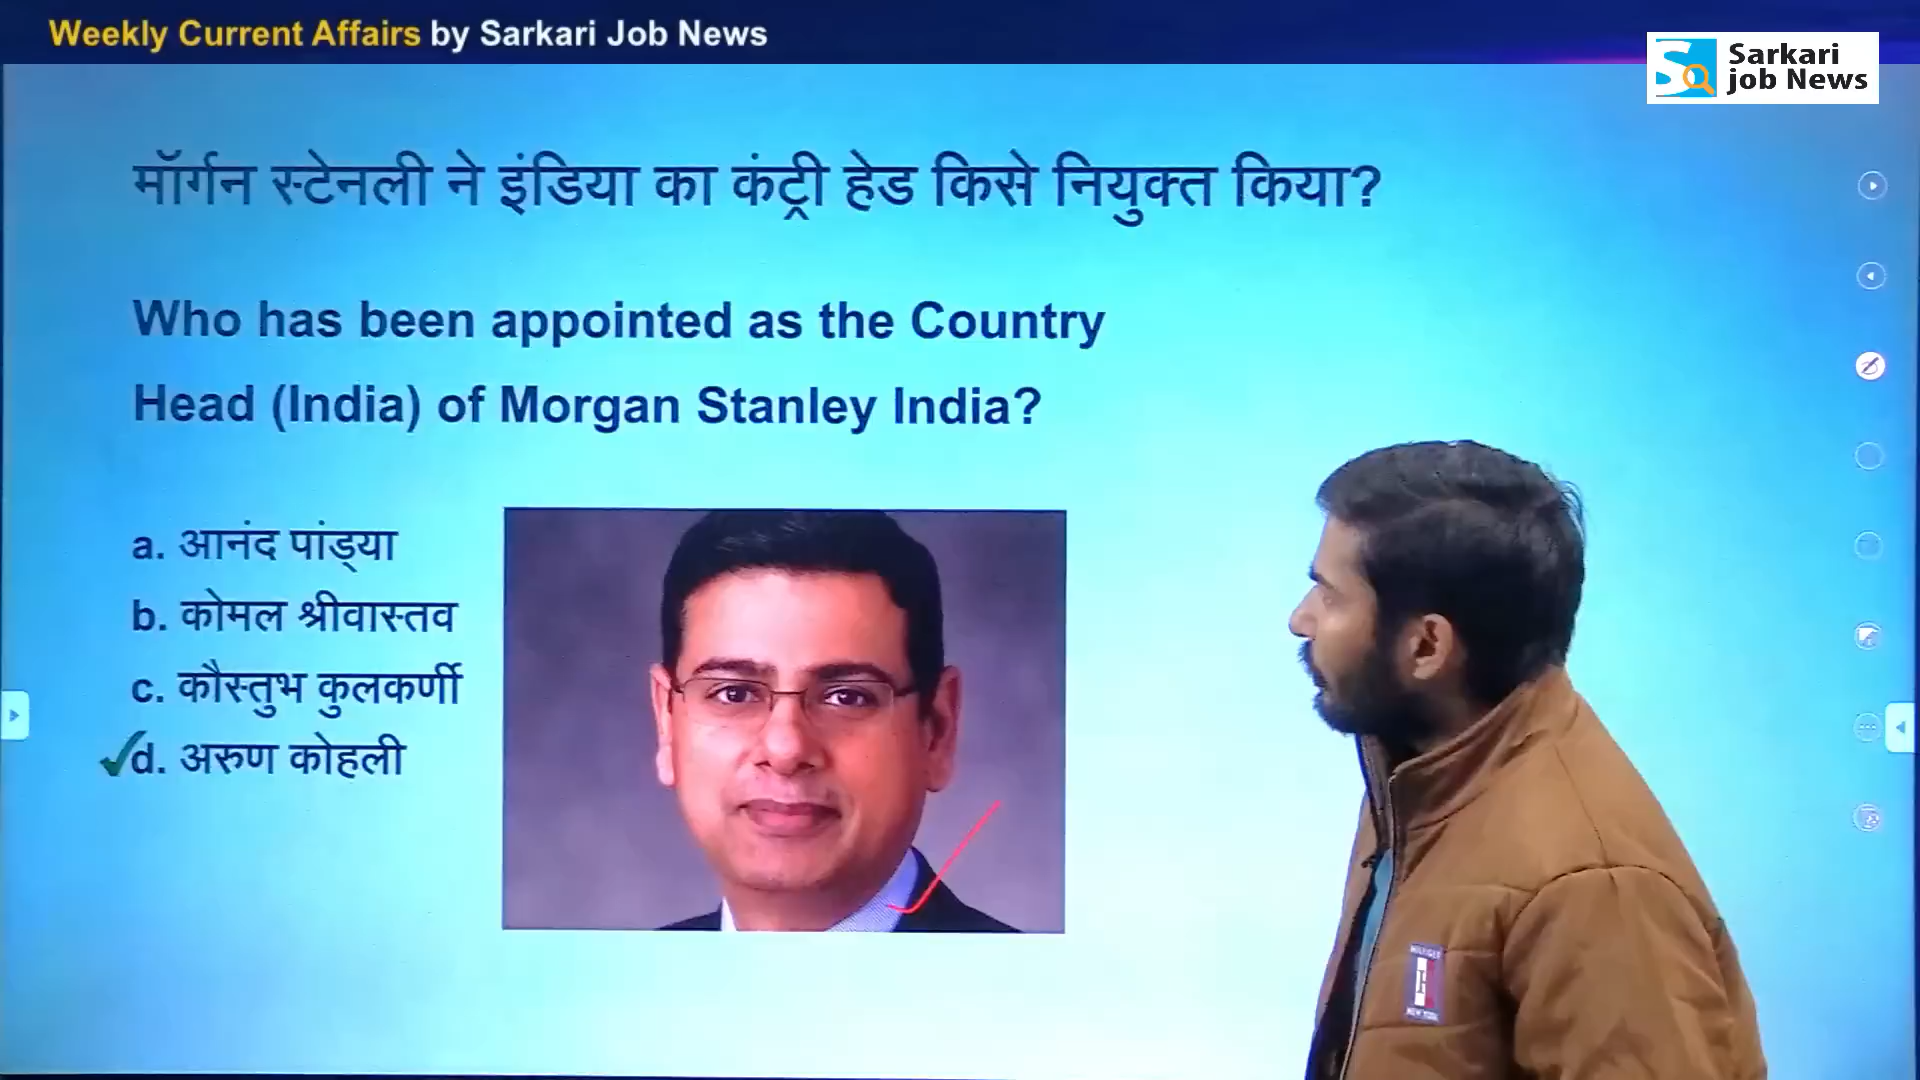 Weekly Current Affairs by Sarkari Job News
Sarkari
job News
मॉर्गन स्टेनली ने इंडिया का कंट्री हेड किसे नियुक्त किया?
Who has been appointed as the Country
Head (India) of Morgan Stanley India?
a. आनंद पांड्या
b. कोमल श्रीवास्तव
c. कौस्तुभ कुलकर्णी
d. अरुण कोहली